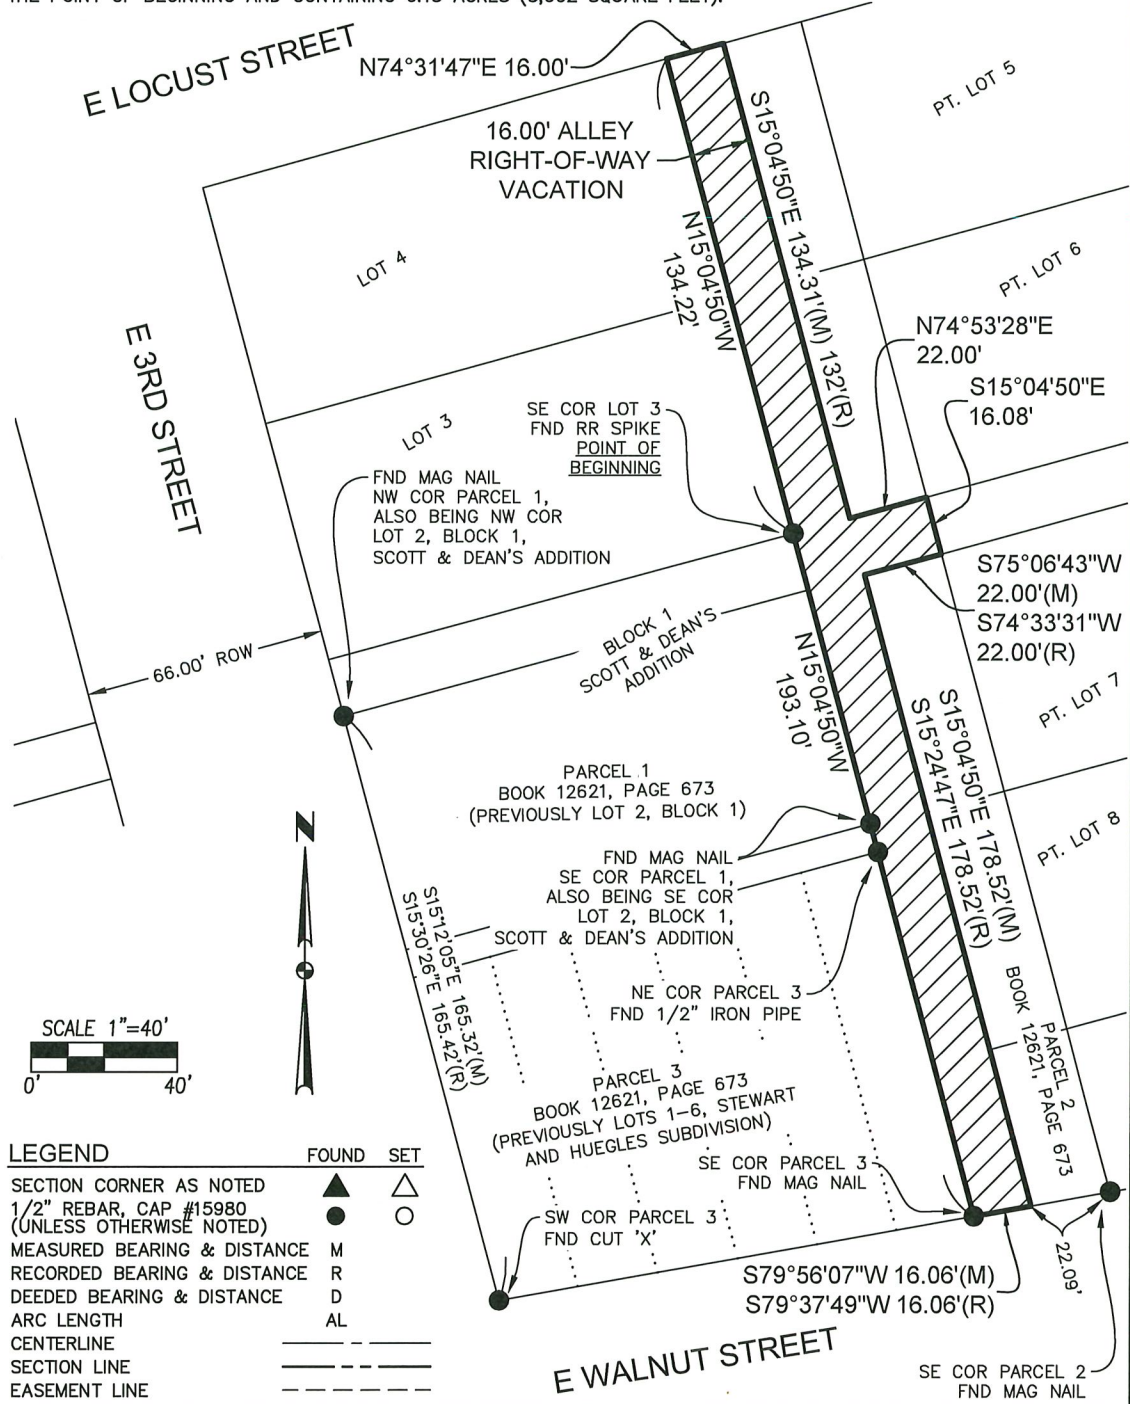 E LOCUST STREET
N74°31'47"E 16.00'
16.00' ALLEY
RIGHT-OF-WAY
VACATION
S15°04'50"E 134.31'(M) 132'(R)
PT. LOT 5
LOT 4
N15°04'50"W
134.22'
PT. LOT 6
N74°53'28"E
22.00'
S15°04'50"E
16.08'
E 3RD STREET
LOT 3
SE COR LOT 3
FND RR SPIKE
POINT OF
BEGINNING
FND MAG NAIL
NW COR PARCEL 1,
ALSO BEING NW COR
LOT 2, BLOCK 1,
SCOTT & DEAN'S ADDITION
S75°06'43"W
22.00'(M)
S74°33'31"W
22.00'(R)
BLOCK 1
SCOTT & DEAN'S
ADDITION
66.00' ROW
N15°04'50"W
193.10'
S15°04'50"E 178.52'(M)
S15°24'47"E 178.52'(R)
PT. LOT 7
PARCEL 1
BOOK 12621, PAGE 673
(PREVIOUSLY LOT 2, BLOCK 1)
PT. LOT 8
N
FND MAG NAIL
SE COR PARCEL 1,
ALSO BEING SE COR
LOT 2, BLOCK 1,
SCOTT & DEAN'S ADDITION
S15°12'05"E 165.32'(M)
S15°30'26"E 165.42'(R)
NE COR PARCEL 3
FND 1/2" IRON PIPE
PARCEL 2
BOOK 12621, PAGE 673
SCALE 1"=40'
0'
40'
PARCEL 3
BOOK 12621, PAGE 673
(PREVIOUSLY LOTS 1-6, STEWART
AND HUEGLES SUBDIVISION)
SE COR PARCEL 3
FND MAG NAIL
SW COR PARCEL 3
FND CUT 'X'
22.09'
S79°56'07"W 16.06'(M)
S79°37'49"W 16.06'(R)
E WALNUT STREET
SE COR PARCEL 2
FND MAG NAIL
LEGEND FOUND SET
SECTION CORNER AS NOTED
1/2" REBAR, CAP #15980
(UNLESS OTHERWISE NOTED)
MEASURED BEARING & DISTANCE M
RECORDED BEARING & DISTANCE R
DEEDED BEARING & DISTANCE D
ARC LENGTH AL
CENTERLINE
SECTION LINE
EASEMENT LINE